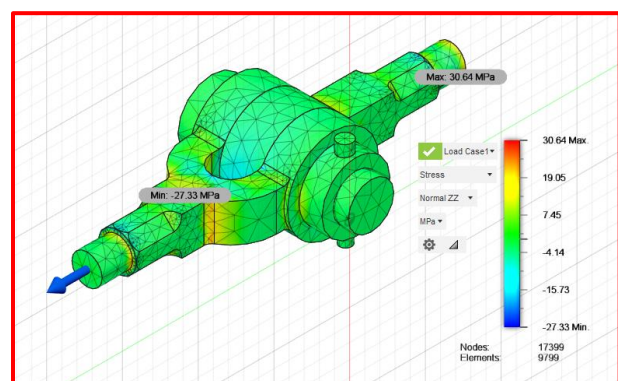 Max: 30.64 MPa
Min: -27.33 MPa
Load Case1
Stress
Normal ZZ
MPa
30.64 Max.
19.05
7.45
-4.14
-15.73
-27.33 Min.
Nodes: 17399
Elements: 9799